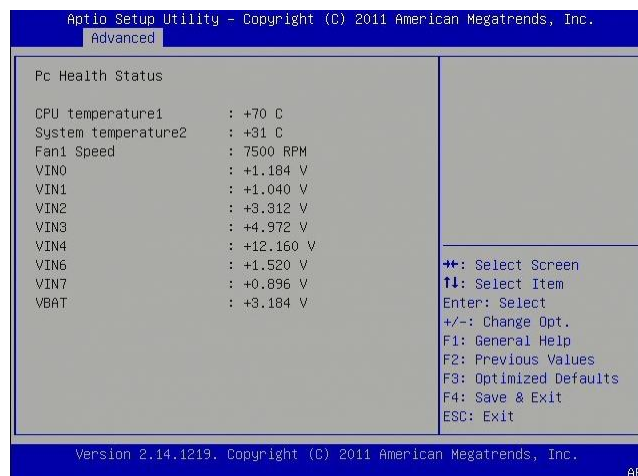 Aptio Setup Utility – Copyright (C) 2011 American Megatrends, Inc.
Advanced
Pc Health Status
CPU temperature1 : +70 C
System temperature2 : +31 C
Fan1 Speed : 7500 RPM
VIN0 : +1.184 V
VIN1 : +1.040 V
VIN2 : +3.312 V
VIN3 : +4.972 V
VIN4 : +12.160 V
VIN6 : +1.520 V
VIN7 : +0.896 V
VBAT : +3.184 V
→←: Select Screen
↑↓: Select Item
Enter: Select
+/-: Change Opt.
F1: General Help
F2: Previous Values
F3: Optimized Defaults
F4: Save & Exit
ESC: Exit
Version 2.14.1219. Copyright (C) 2011 American Megatrends, Inc.